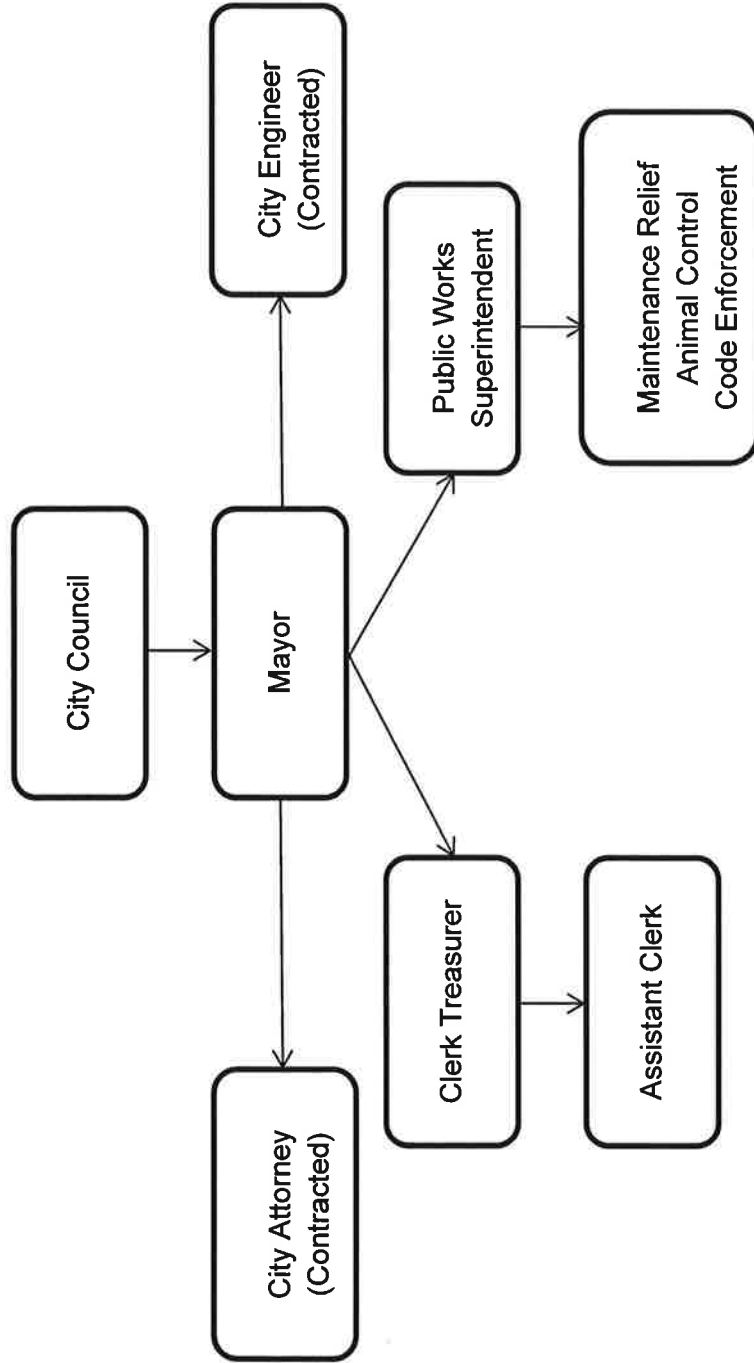 City Council
Mayor
City Attorney
(Contracted)
City Engineer
(Contracted)
Clerk Treasurer
Public Works
Superintendent
Assistant Clerk
Maintenance Relief
Animal Control
Code Enforcement